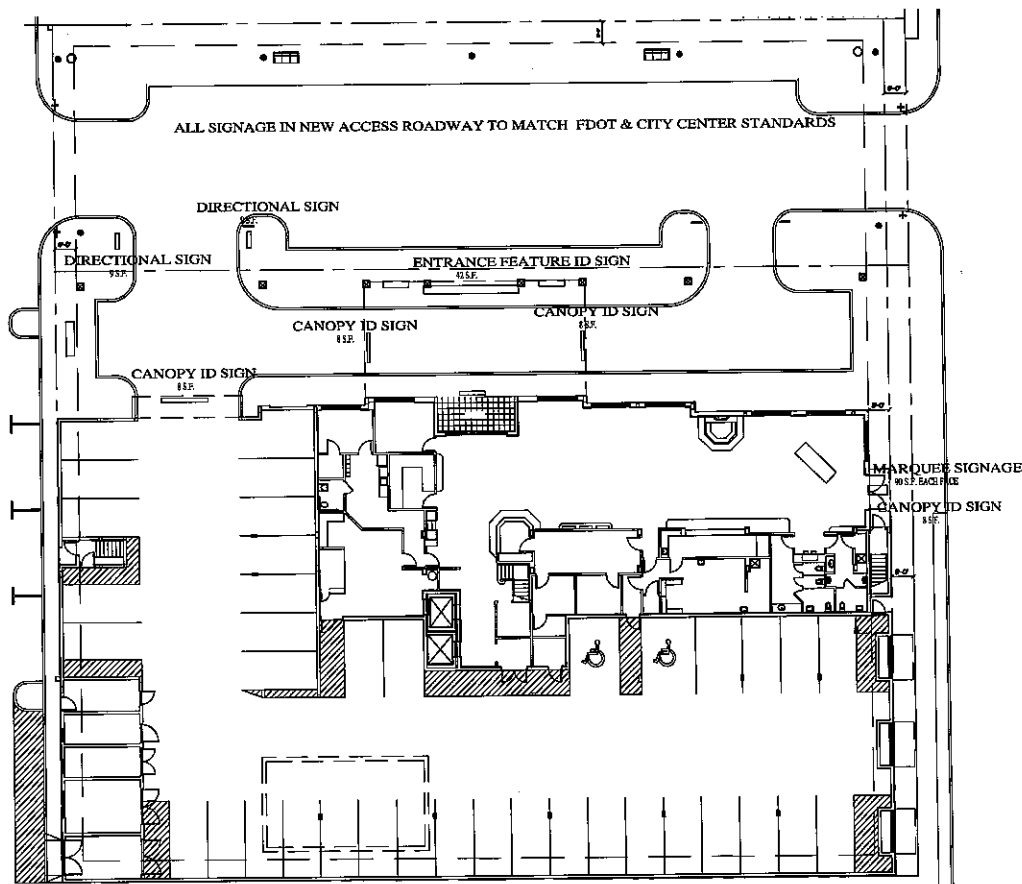 ALL SIGNAGE IN NEW ACCESS ROADWAY TO MATCH FDOT & CITY CENTER STANDARDS
DIRECTIONAL SIGN
DIRECTIONAL SIGN
9 S.F.
ENTRANCE FEATURE ID SIGN
42 S.F.
CANOPY ID SIGN
8 S.F.
CANOPY ID SIGN
8 S.F.
CANOPY ID SIGN
8 S.F.
MARQUEE SIGNAGE
90 S.F. EACH FACE
CANOPY ID SIGN
8 S.F.